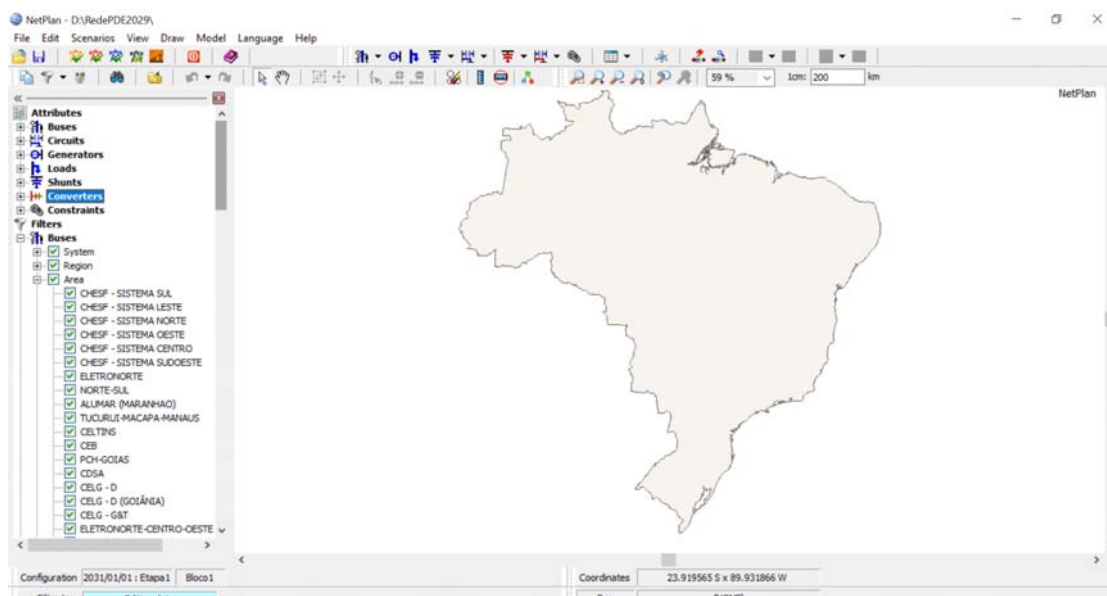 NetPlan - D:\RedePDE2029\
File Edit Scenarios View Draw Model Language Help
59 % 1cm: 200 km
NetPlan
Attributes
Buses
Circuits
Generators
Loads
Shunts
Converters
Constraints
Filters
Buses
System
Region
Area
CHESF - SISTEMA SUL
CHESF - SISTEMA LESTE
CHESF - SISTEMA NORTE
CHESF - SISTEMA OESTE
CHESF - SISTEMA CENTRO
CHESF - SISTEMA SUDOESTE
ELETRONORTE
NORTE-SUL
ALUMAR (MARANHAO)
TUCURUI-MACAPA-MANAUS
CELTINS
CEB
PCH-GOIAS
CDSA
CELG - D
CELG - D (GOIÂNIA)
CELG - G&T
ELETRONORTE-CENTRO-OESTE
Configuration 2031/01/01 : Etapa1 Bloco1 Coordinates 23.919565 S x 89.931866 W